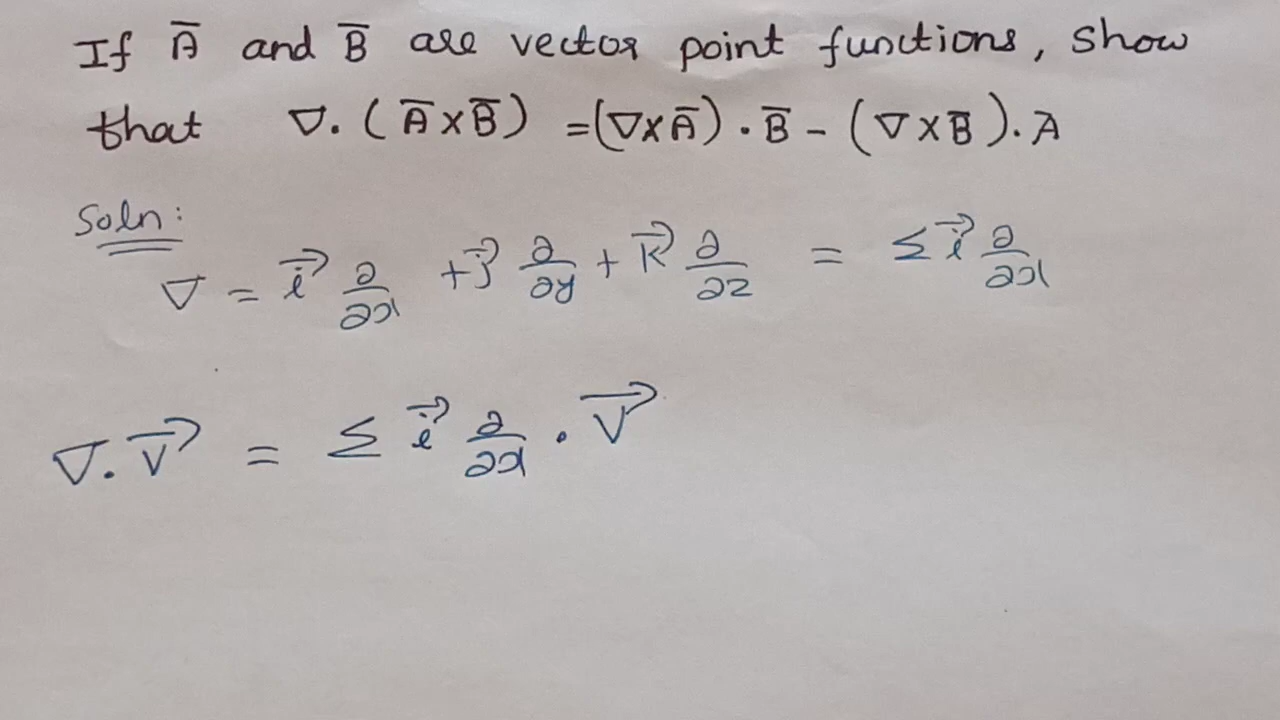 If A̅ and B̅ are vector point functions, show
that ∇. (A̅ × B̅) = (∇×A̅) · B̅ - (∇ × B̅). A
Soln:
∇ = i⃗ ∂/∂x + j⃗ ∂/∂y + k⃗ ∂/∂z = Σ i⃗ ∂/∂x
∇. V⃗ = Σ i⃗ ∂/∂x . V⃗